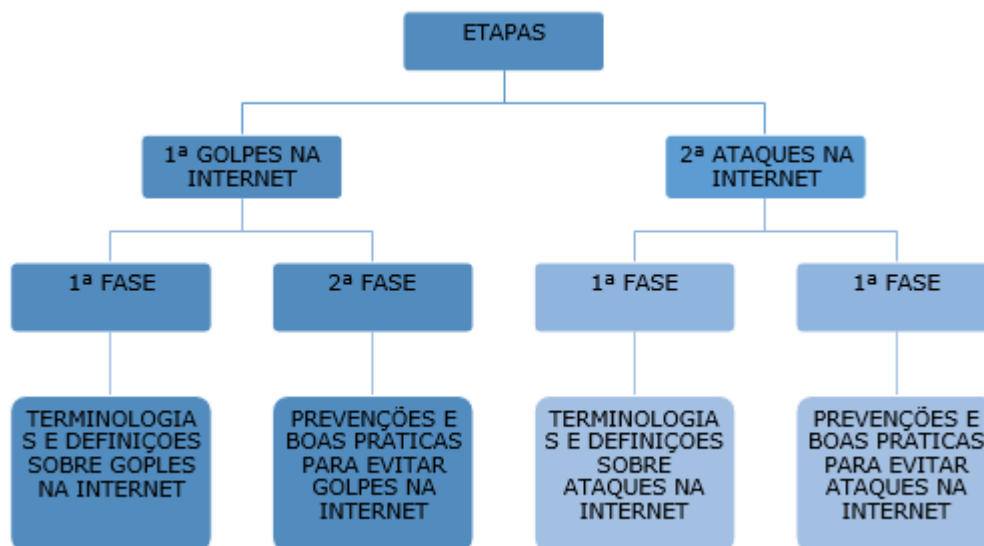 ETAPAS
1ª GOLPES NA
INTERNET
2ª ATAQUES NA
INTERNET
1ª FASE
2ª FASE
1ª FASE
1ª FASE
TERMINOLOGIA
S E DEFINIÇOES
SOBRE GOPLES
NA INTERNET
PREVENÇÕES E
BOAS PRÁTICAS
PARA EVITAR
GOLPES NA
INTERNET
TERMINOLOGIA
S E DEFINIÇOES
SOBRE
ATAQUES NA
INTERNET
PREVENÇÕES E
BOAS PRÁTICAS
PARA EVITAR
ATAQUES NA
INTERNET